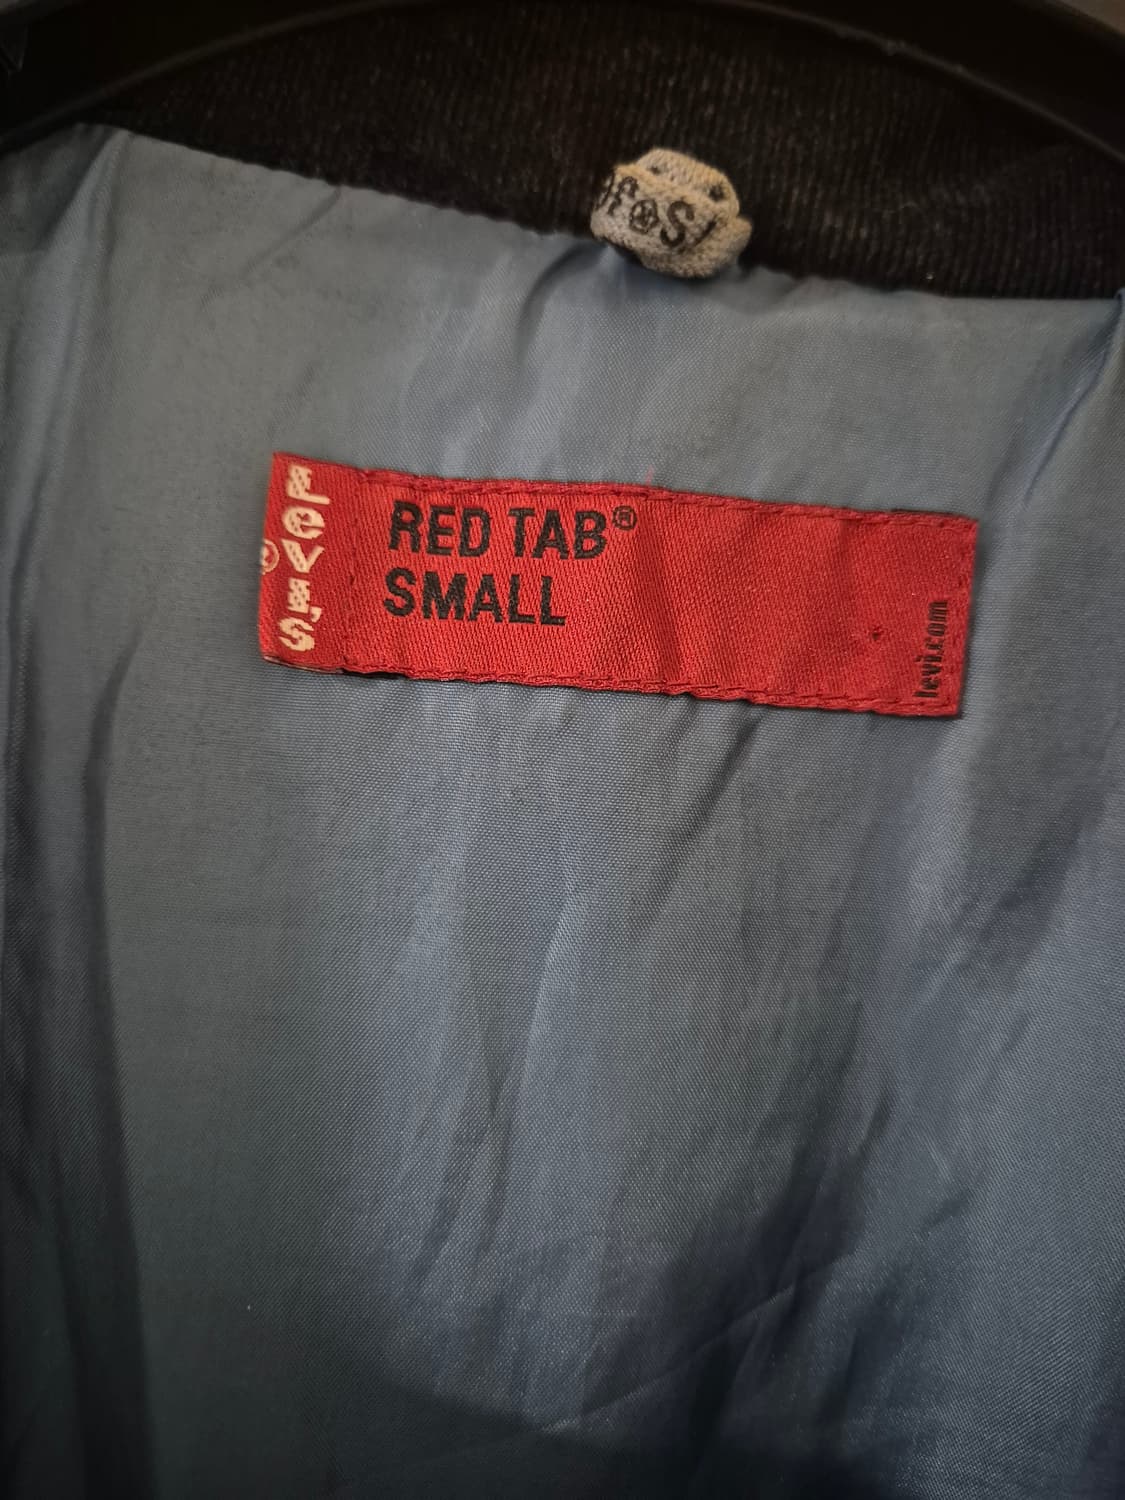 LEVI'S
®
RED TAB®
SMALL
levi.com